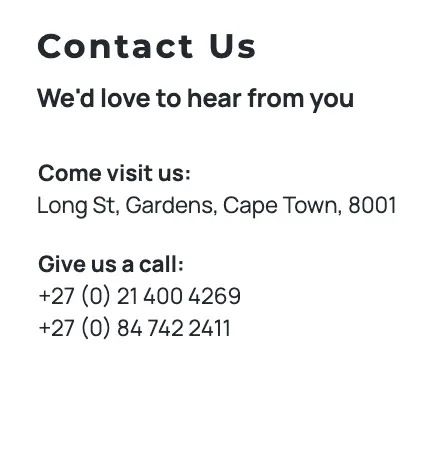 Contact Us
We'd love to hear from you
Come visit us:
Long St, Gardens, Cape Town, 8001
Give us a call:
+27 (0) 21 400 4269
+27 (0) 84 742 2411